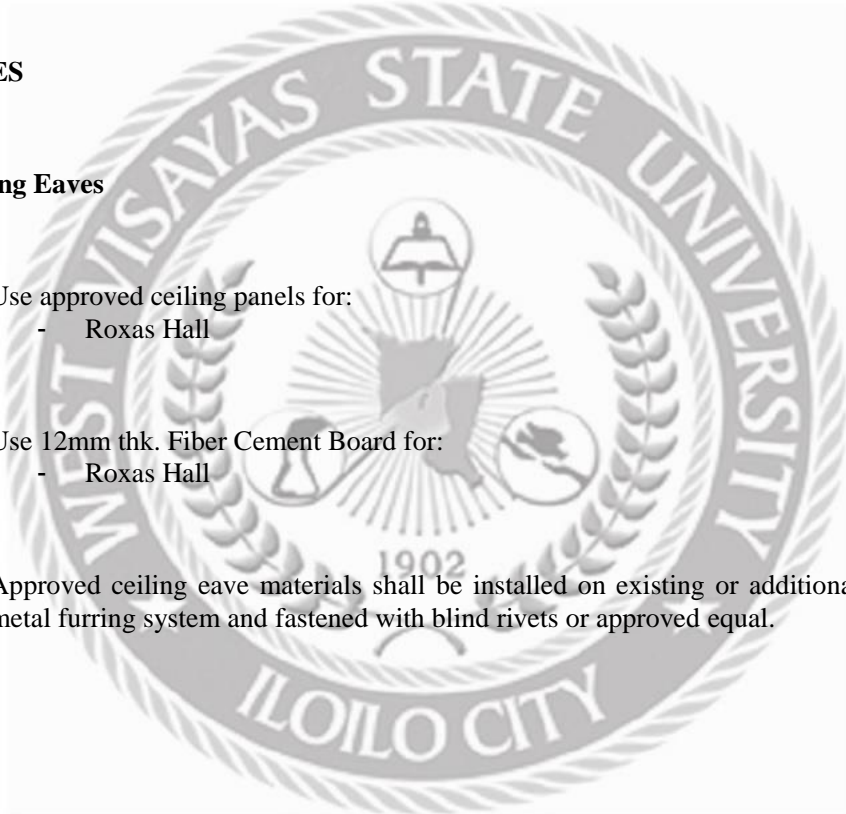 ES
ng Eaves
Use approved ceiling panels for:
- Roxas Hall
Use 12mm thk. Fiber Cement Board for:
- Roxas Hall
Approved ceiling eave materials shall be installed on existing or additiona
metal furring system and fastened with blind rivets or approved equal.
WEST VISAYAS STATE UNIVERSITY
1902
ILOILO CITY